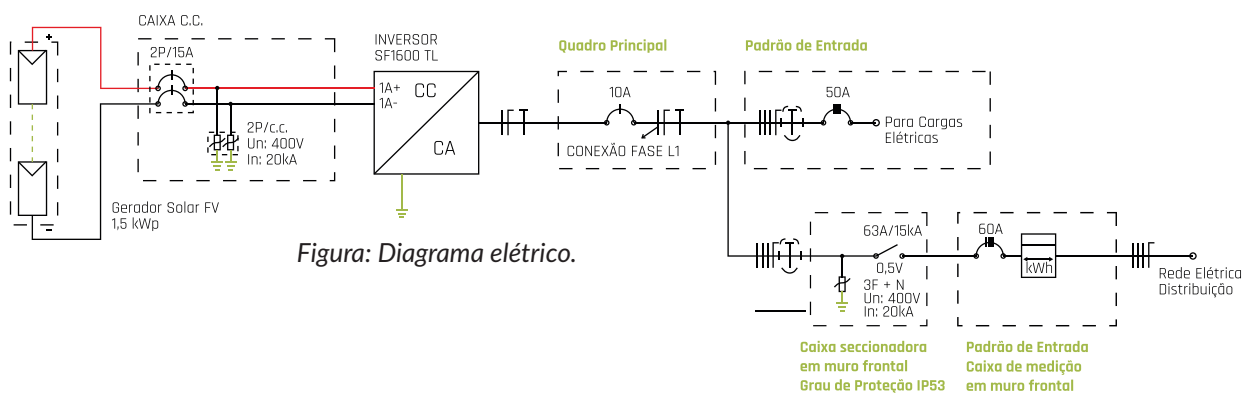 CAIXA C.C.
2P/15A
+
-
Gerador Solar FV
1,5 kWp
2P/c.c.
Un: 400V
In: 20kA
INVERSOR
SF1600 TL
1A+
1A-
CC
CA
Quadro Principal
10A
CONEXÃO FASE L1
Padrão de Entrada
50A
Para Cargas
Elétricas
Figura: Diagrama elétrico.
63A/15kA
0,5V
3F + N
Un: 400V
In: 20kA
60A
kWh
Rede Elétrica
Distribuição
Caixa seccionadora
em muro frontal
Grau de Proteção IP53
Padrão de Entrada
Caixa de medição
em muro frontal